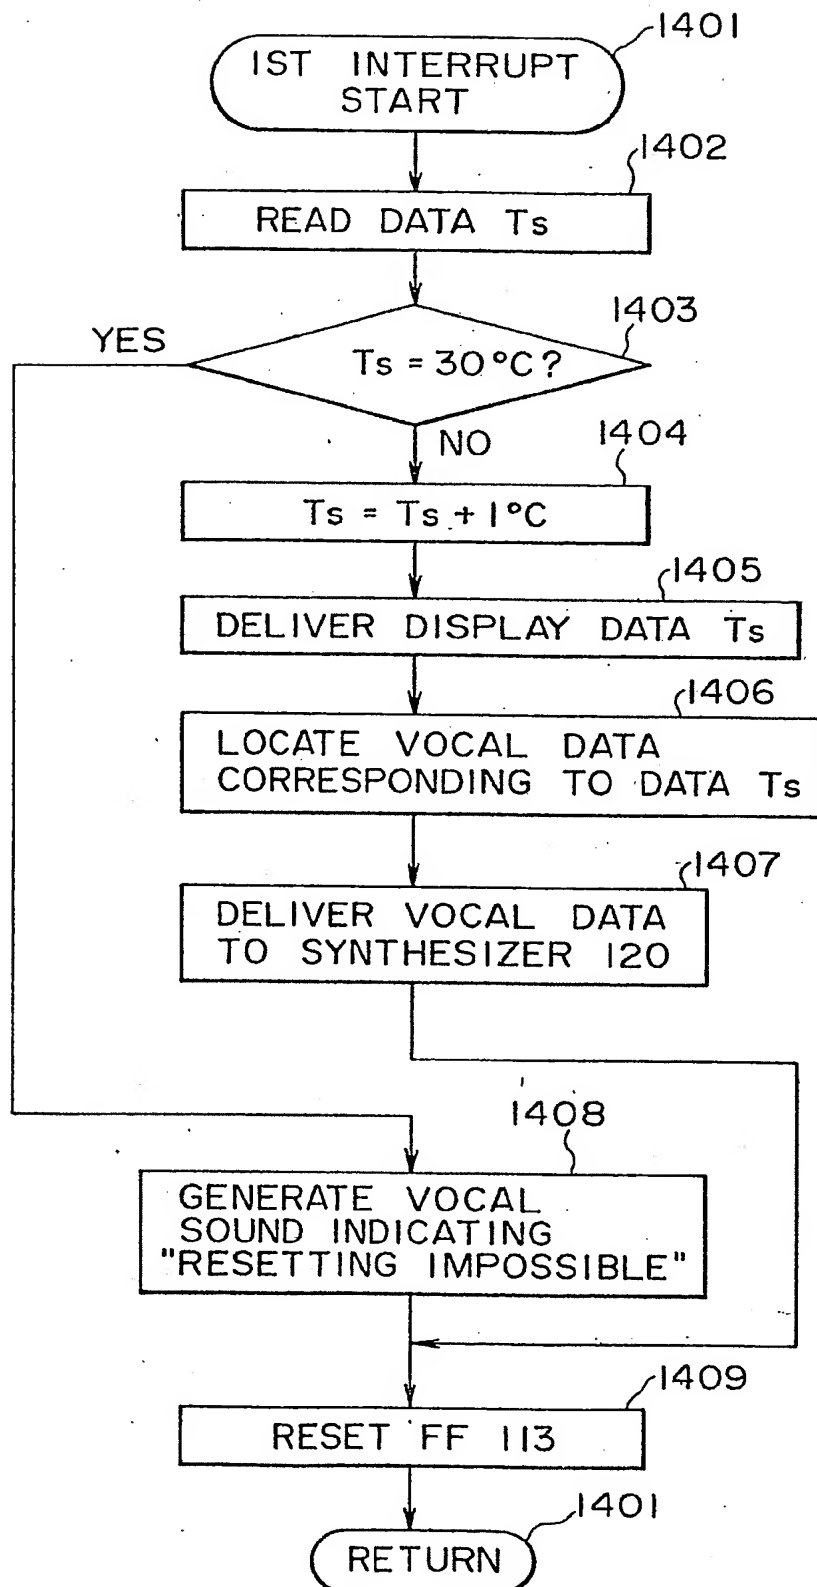 1401
1ST INTERRUPT
START
1402
READ DATA Ts
1403
YES
Ts = 30°C?
NO
1404
Ts = Ts + 1°C
1405
DELIVER DISPLAY DATA Ts
1406
LOCATE VOCAL DATA
CORRESPONDING TO DATA Ts
1407
DELIVER VOCAL DATA
TO SYNTHESIZER 120
1408
GENERATE VOCAL
SOUND INDICATING
"RESETTING IMPOSSIBLE"
1409
RESET FF 113
1401
RETURN